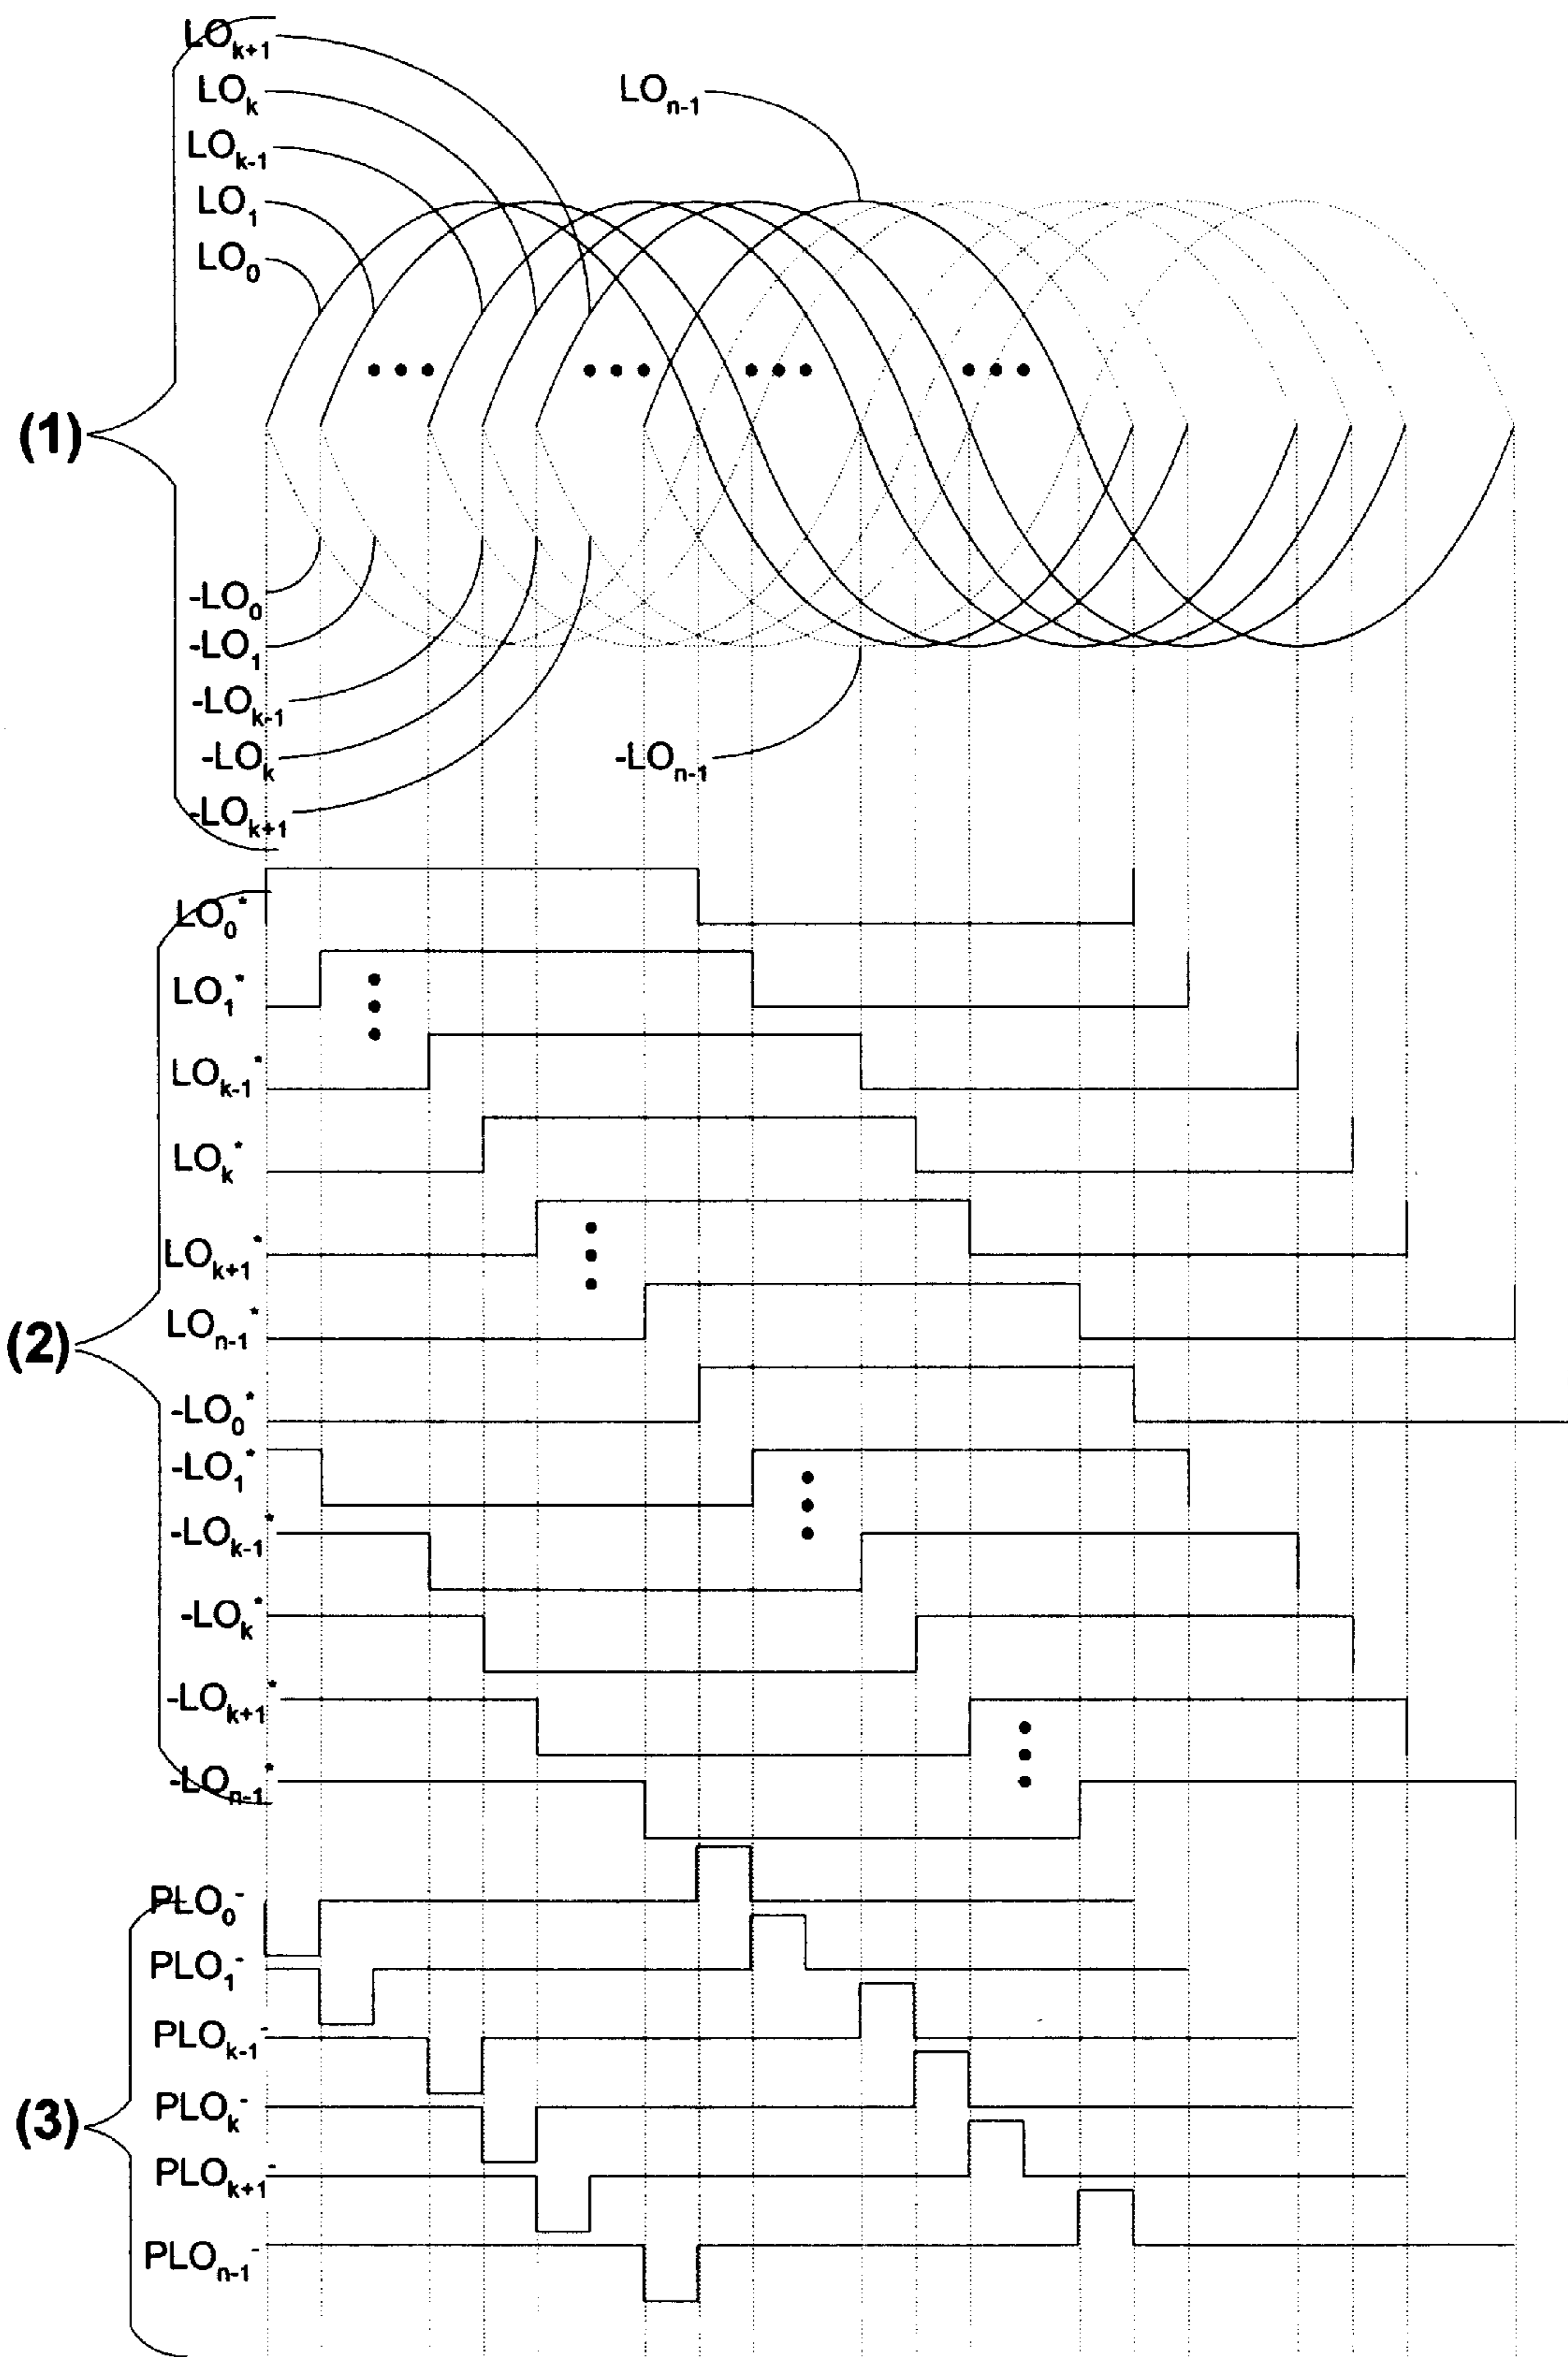 LOk+1
LOk
LOn-1
LOk-1
LO1
LO0
(1)
-LO0
-LO1
-LOk-1
-LOk
-LOn-1
-LOk+1
LO0*
LO1*
LOk-1*
LOk*
LOk+1*
LOn-1*
(2)
-LO0*
-LO1*
-LOk-1*
-LOk*
-LOk+1*
-LOn-1*
PLO0-
PLO1-
PLOk-1-
PLOk-
(3)
PLOk+1-
PLOn-1-